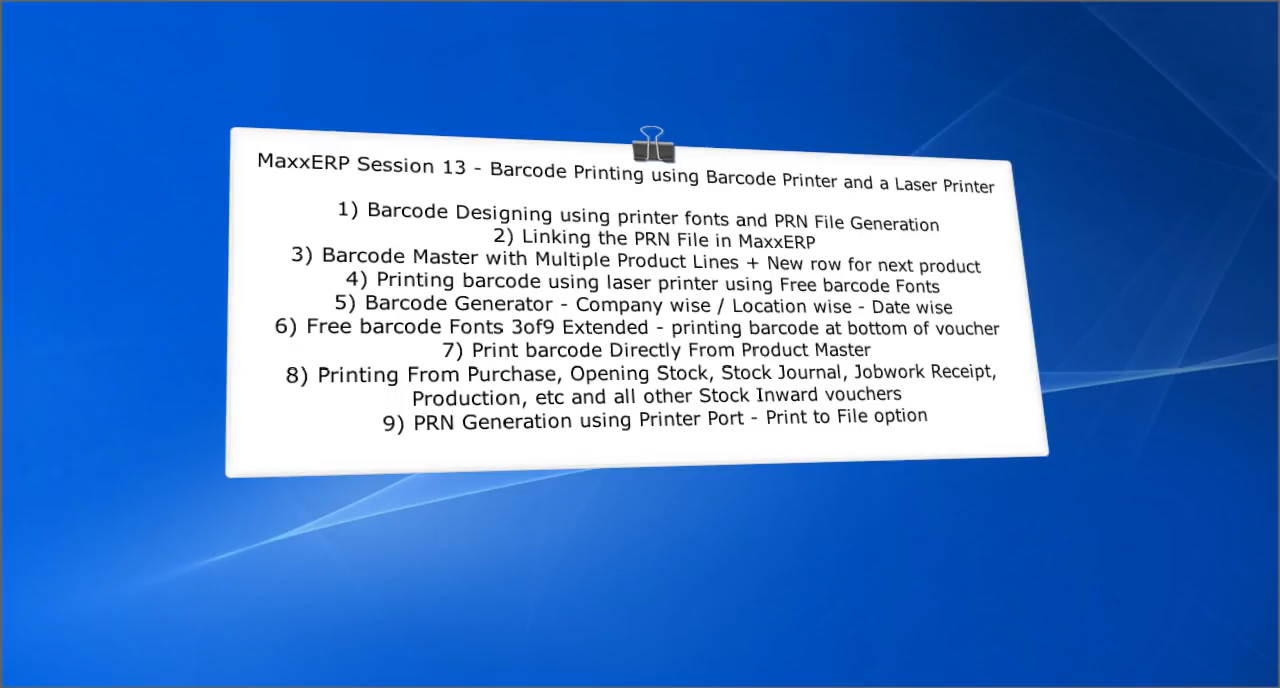 MaxxERP Session 13 - Barcode Printing using Barcode Printer and a Laser Printer
1) Barcode Designing using printer fonts and PRN File Generation
2) Linking the PRN File in MaxxERP
3) Barcode Master with Multiple Product Lines + New row for next product
4) Printing barcode using laser printer using Free barcode Fonts
5) Barcode Generator - Company wise / Location wise - Date wise
6) Free barcode Fonts 3of9 Extended - printing barcode at bottom of voucher
7) Print barcode Directly From Product Master
8) Printing From Purchase, Opening Stock, Stock Journal, Jobwork Receipt,
Production, etc and all other Stock Inward vouchers
9) PRN Generation using Printer Port - Print to File option